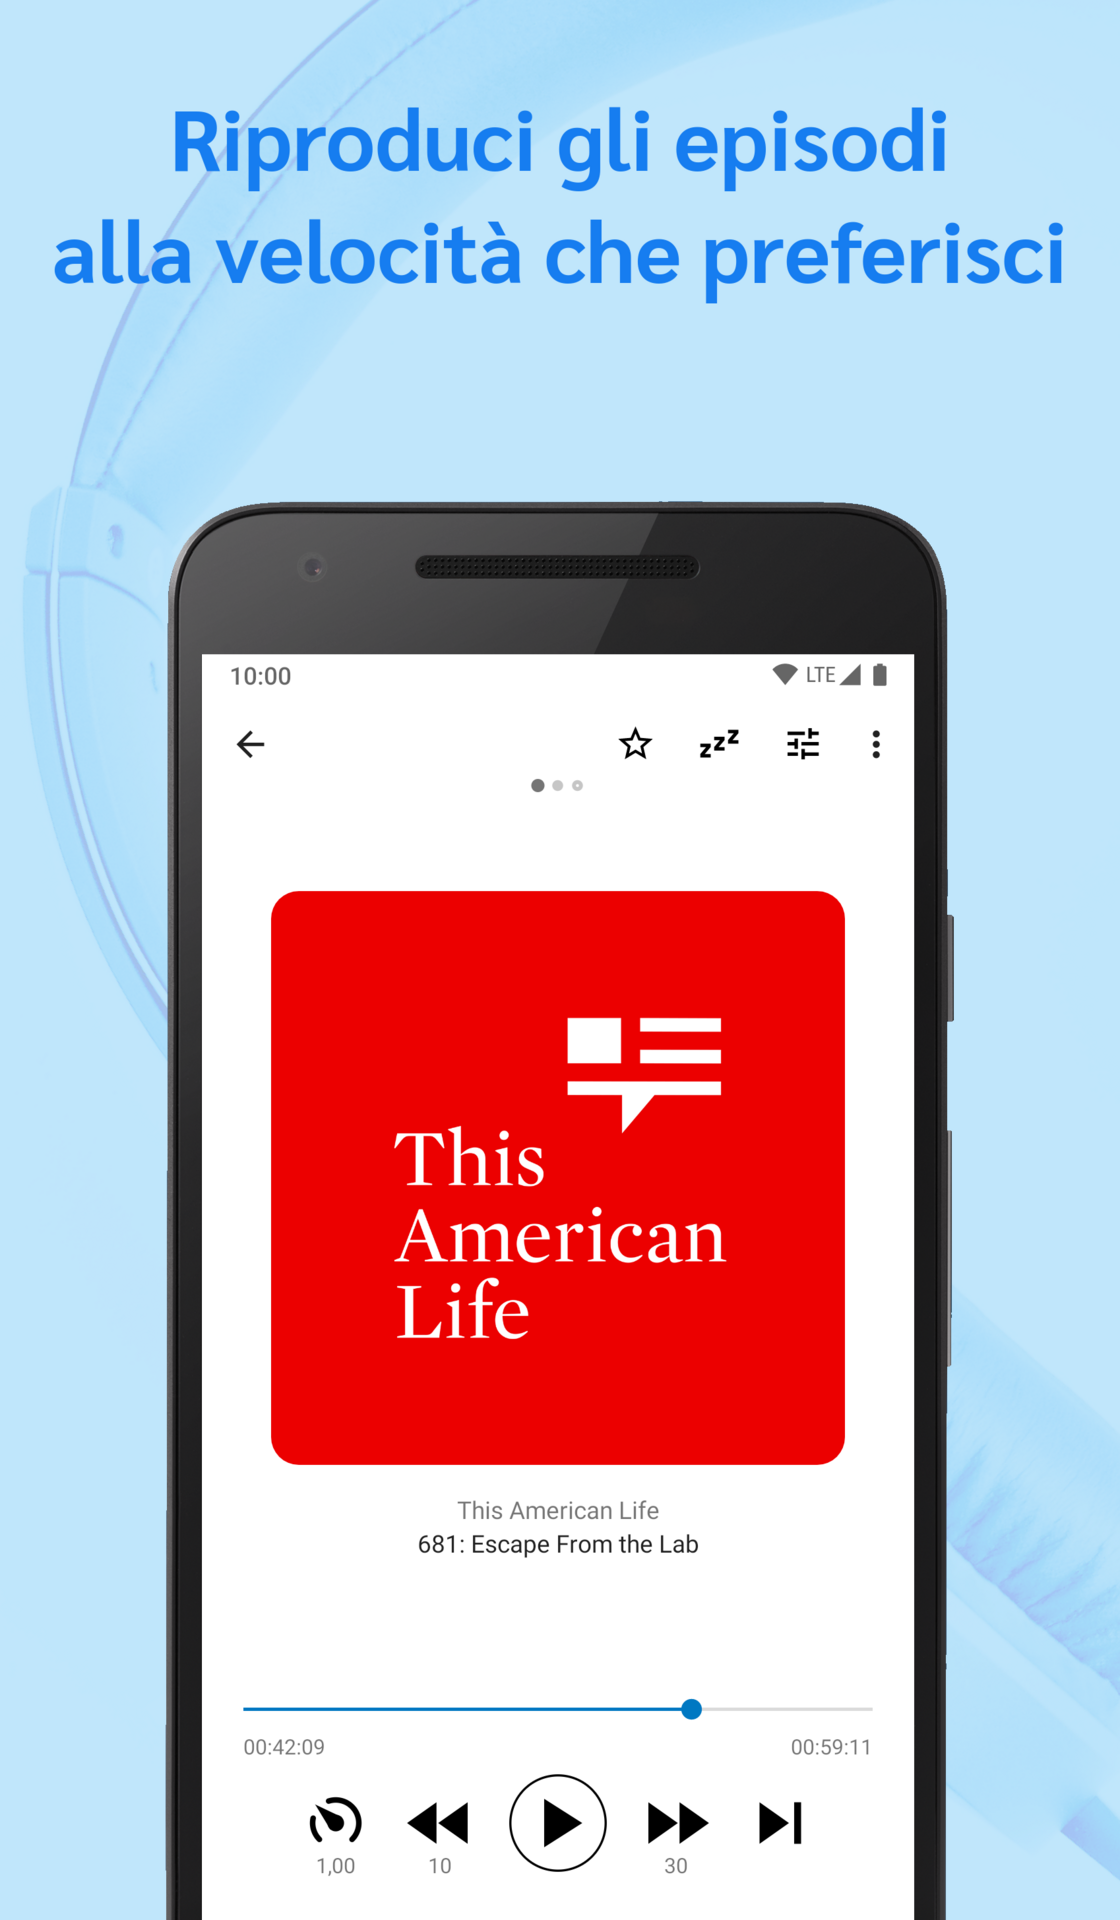 Riproduci gli episodi
alla velocità che preferisci
10:00 LTE
zzz
This
American
Life
This American Life
681: Escape From the Lab
00:42:09 00:59:11
1,00 10 30